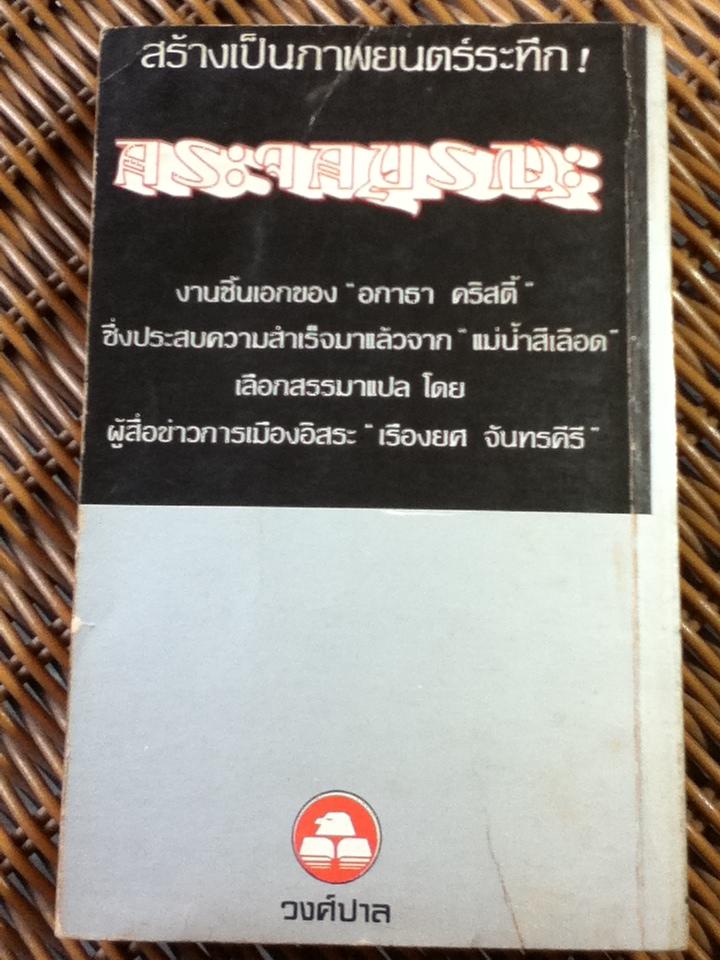 สร้างเป็นภาพยนตร์ระทึก!
กระจกมรณะ
งานชิ้นเอกของ "อกาธา คริสตี้"
ซึ่งประสบความสำเร็จมาแล้วจาก "แม่น้ำสีเลือด"
เลือกสรรมาแปล โดย
ผู้สื่อข่าวการเมืองอิสระ "เรืองยศ จันทรคีรี"
วงศ์ปาล